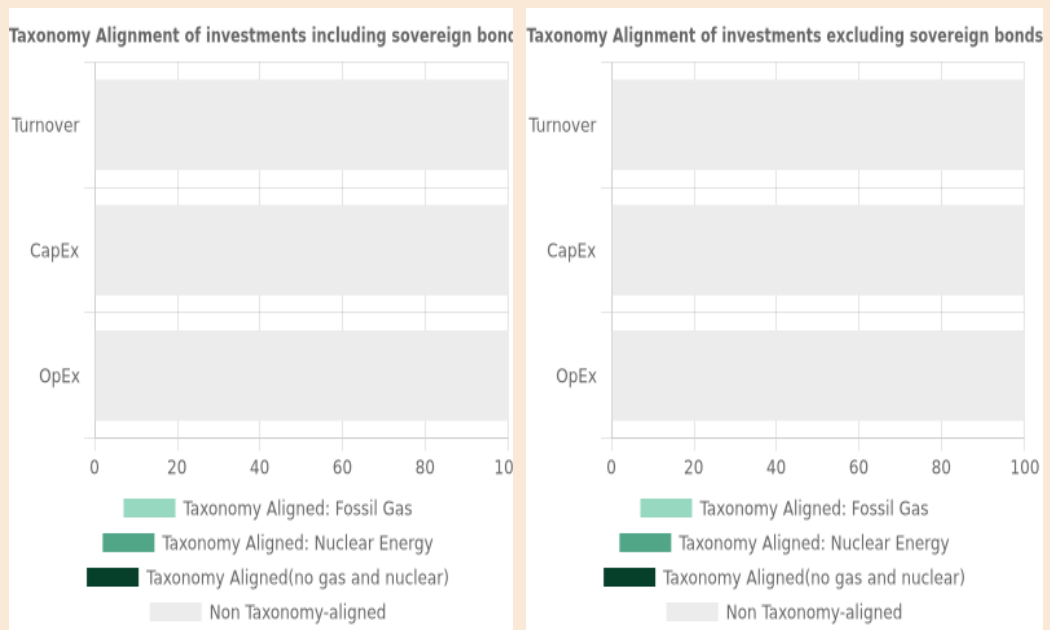 Taxonomy Alignment of investments including sovereign bond
Turnover
CapEx
OpEx
0 20 40 60 80 10
Taxonomy Aligned: Fossil Gas
Taxonomy Aligned: Nuclear Energy
Taxonomy Aligned(no gas and nuclear)
Non Taxonomy-aligned
Taxonomy Alignment of investments excluding sovereign bonds
Turnover
CapEx
OpEx
0 20 40 60 80 100
Taxonomy Aligned: Fossil Gas
Taxonomy Aligned: Nuclear Energy
Taxonomy Aligned(no gas and nuclear)
Non Taxonomy-aligned